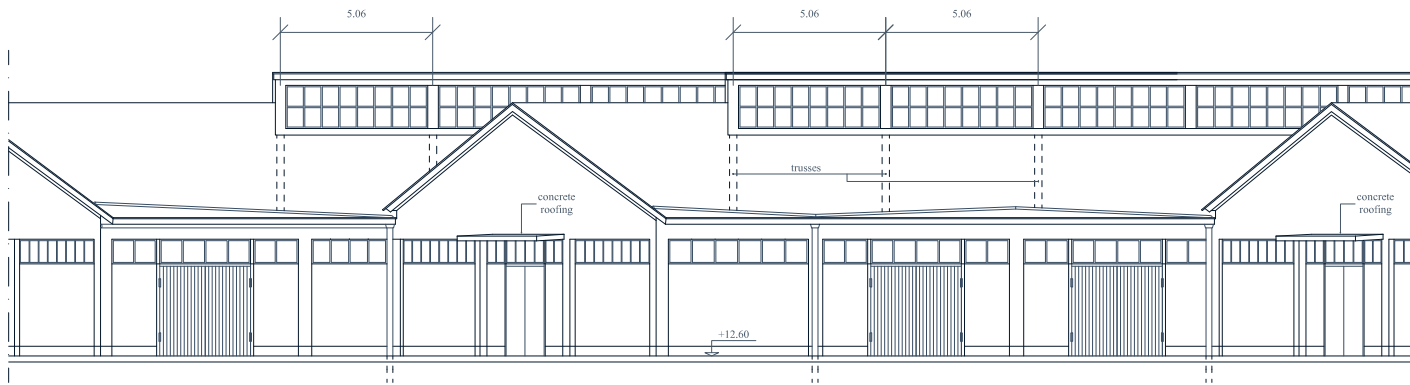 5.06
5.06
5.06
trusses
concrete
roofing
concrete
roofing
+12.60